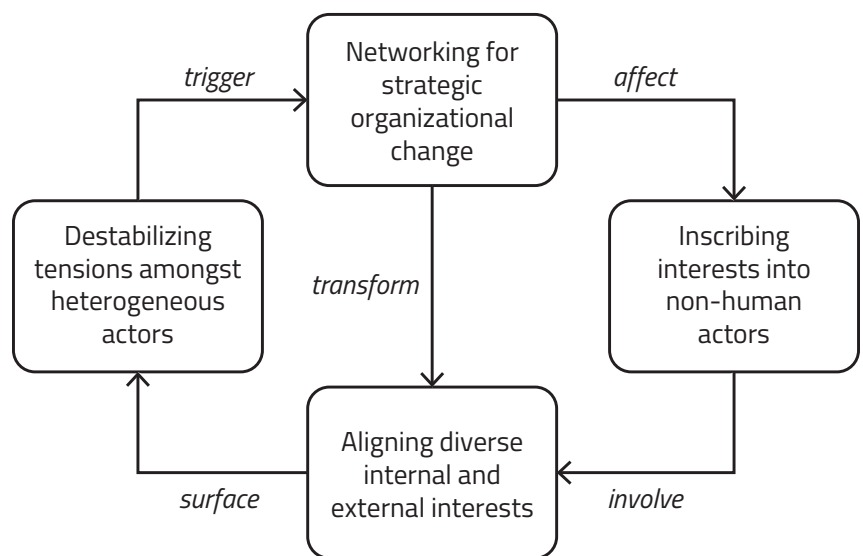 Networking for
strategic
organizational
change
trigger
affect
Destabilizing
tensions amongst
heterogeneous
actors
transform
Inscribing
interests into
non-human
actors
Aligning diverse
internal and
external interests
surface
involve